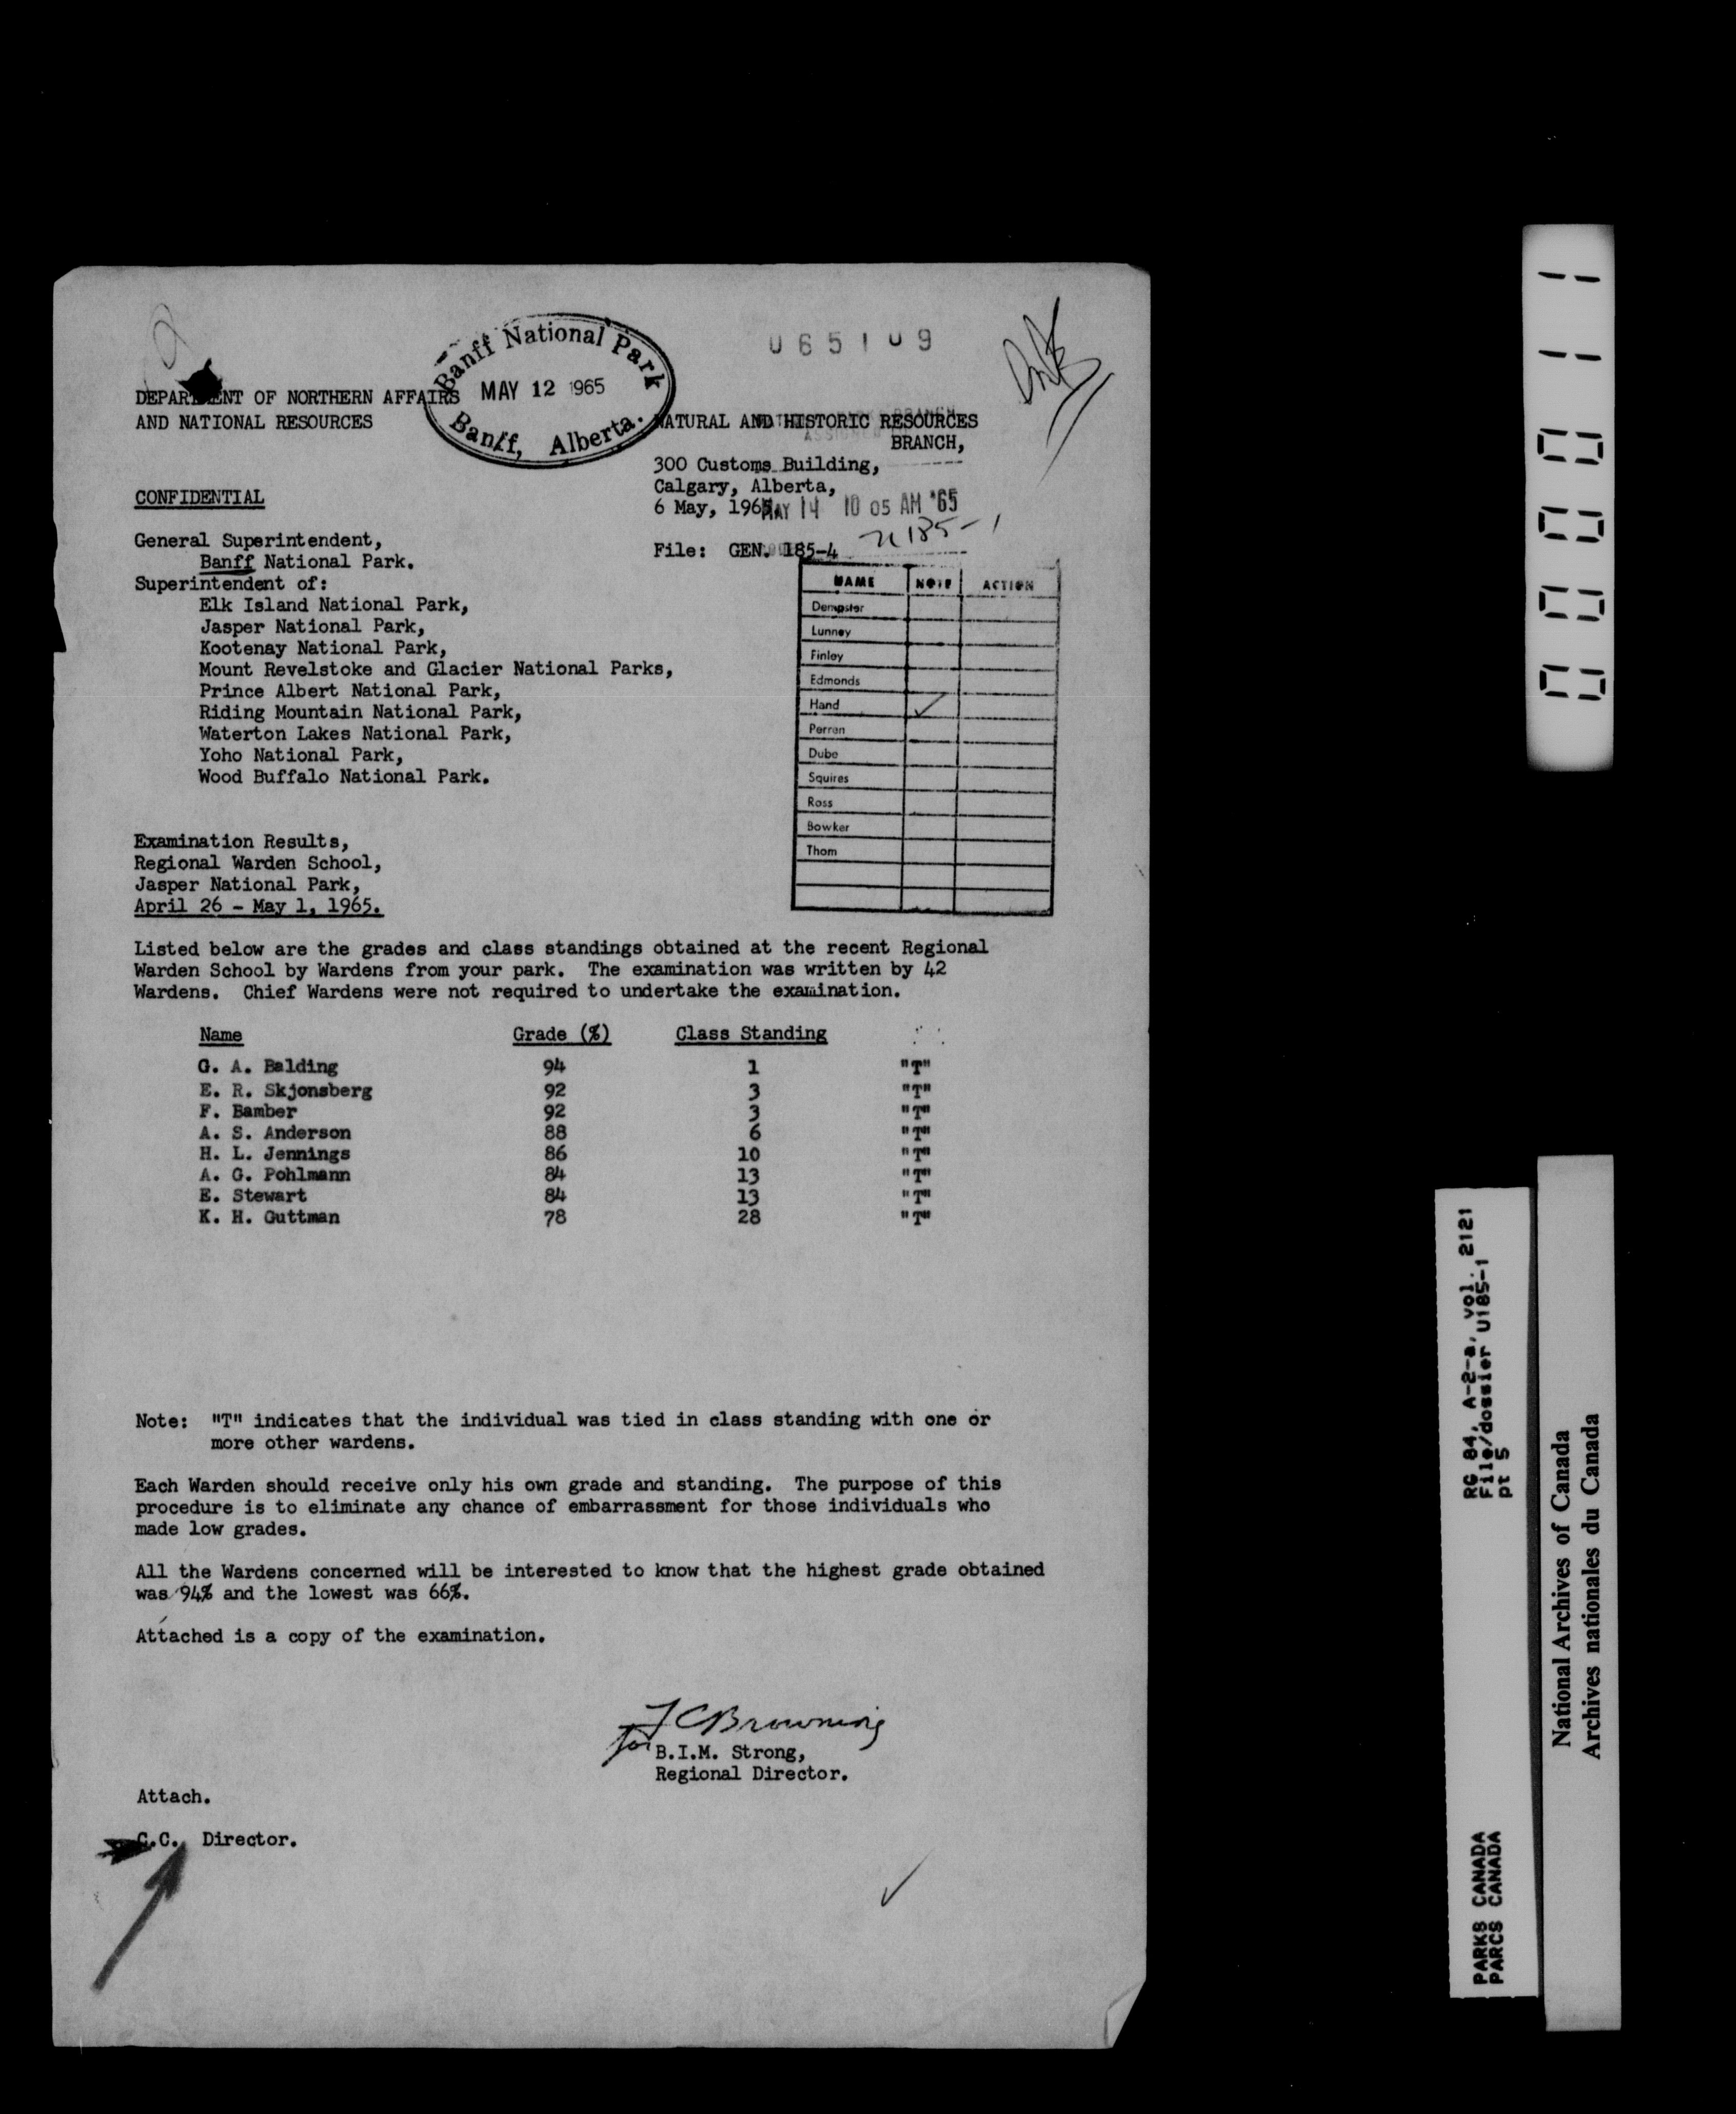 Banff National Park
MAY 12 1965
Banff, Alberta.
065109
DEPARTMENT OF NORTHERN AFFAIRS
AND NATIONAL RESOURCES
NATURAL AND HISTORIC RESOURCES
BRANCH,
300 Customs Building,
Calgary, Alberta,
6 May, 1965.
MAY 14 10 05 AM '65
CONFIDENTIAL
File: GEN. 185-4
U185-1
General Superintendent,
Banff National Park.
Superintendent of:
Elk Island National Park,
Jasper National Park,
Kootenay National Park,
Mount Revelstoke and Glacier National Parks,
Prince Albert National Park,
Riding Mountain National Park,
Waterton Lakes National Park,
Yoho National Park,
Wood Buffalo National Park.
NAME NOTE ACTION
Dempster
Lunney
Finley
Edmonds
Hand ✓
Perren
Dube
Squires
Ross
Bowker
Thom
Examination Results,
Regional Warden School,
Jasper National Park,
April 26 - May 1, 1965.
Listed below are the grades and class standings obtained at the recent Regional
Warden School by Wardens from your park. The examination was written by 42
Wardens. Chief Wardens were not required to undertake the examination.
Name Grade (%) Class Standing
G. A. Balding 94 1 "T"
E. R. Skjonsberg 92 3 "T"
F. Bamber 92 3 "T"
A. S. Anderson 88 6 "T"
H. L. Jennings 86 10 "T"
A. G. Pohlmann 84 13 "T"
E. Stewart 84 13 "T"
K. H. Guttman 78 28 "T"
Note: "T" indicates that the individual was tied in class standing with one or
more other wardens.
Each Warden should receive only his own grade and standing. The purpose of this
procedure is to eliminate any chance of embarrassment for those individuals who
made low grades.
All the Wardens concerned will be interested to know that the highest grade obtained
was 94% and the lowest was 66%.
Attached is a copy of the examination.
J C Browning
for B.I.M. Strong,
Regional Director.
Attach.
C.C. Director.
000011
RG 84, A-2-a, vol. 2121
File/dossier U185-1
pt 5
PARKS CANADA
PARCS CANADA
National Archives of Canada
Archives nationales du Canada